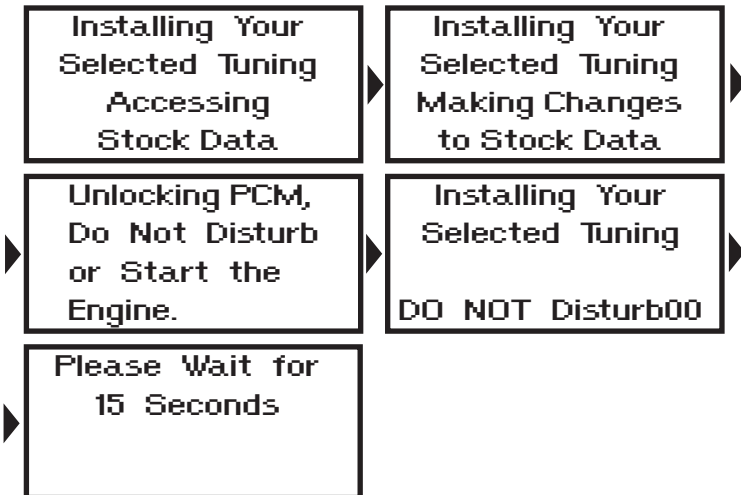 Installing Your
Selected Tuning
Accessing
Stock Data
Installing Your
Selected Tuning
Making Changes
to Stock Data
Unlocking PCM,
Do Not Disturb
or Start the
Engine.
Installing Your
Selected Tuning
DO NOT Disturb00
Please Wait for
15 Seconds